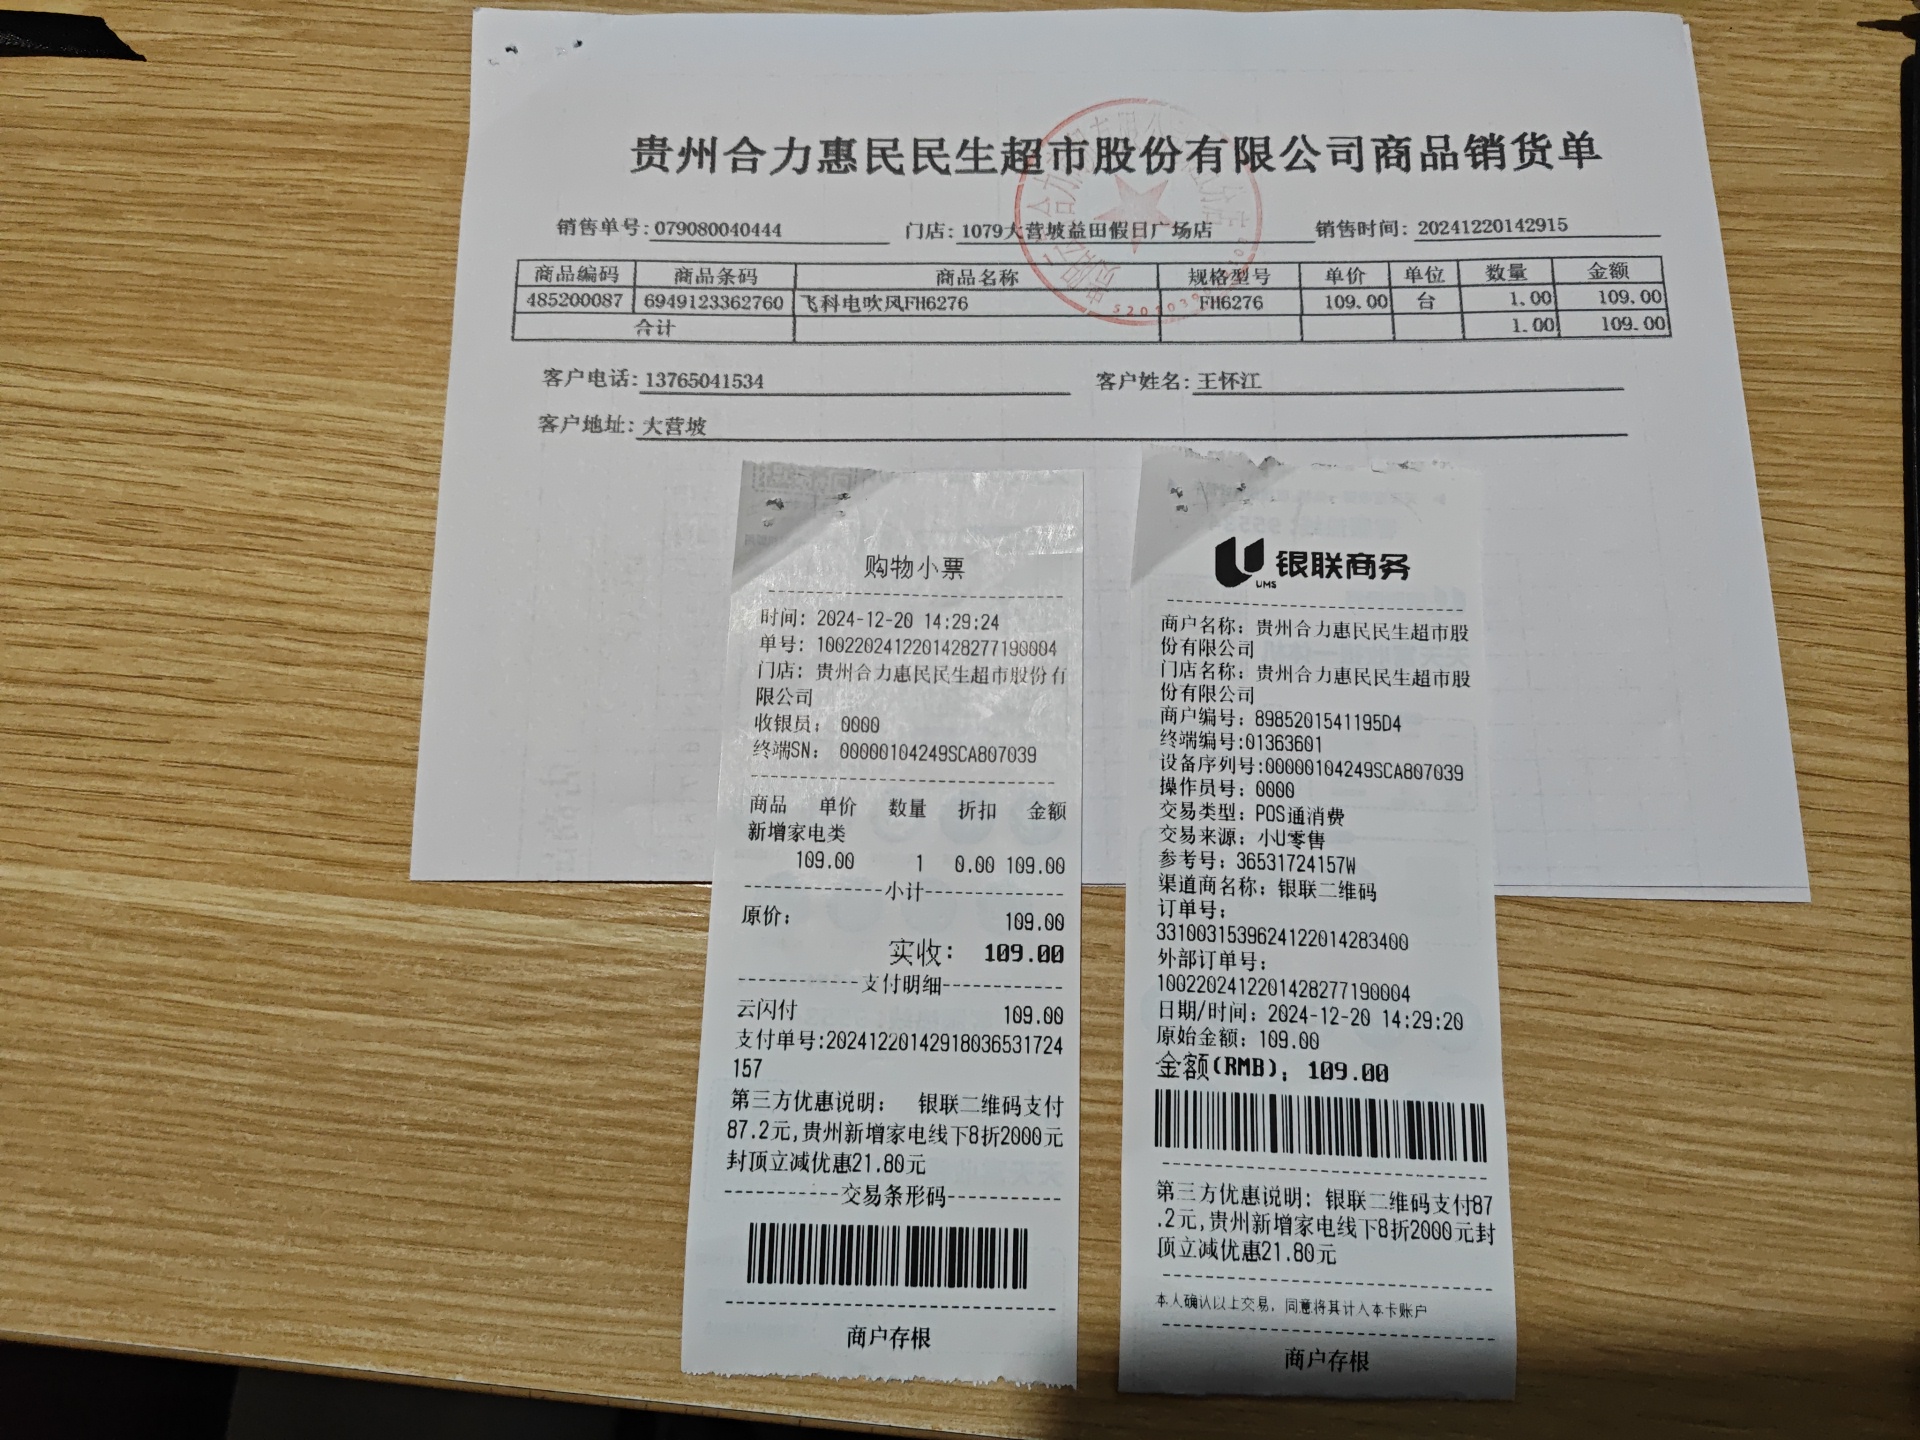 贵州合力惠民民生超市股份有限公司商品销货单
销售单号:079080040444 门店:1079大营坡益田假日广场店 销售时间:20241220142915
商品编码 商品条码 商品名称 规格型号 单价 单位 数量 金额
485200087 6949123362760 飞科电吹风FH6276 FH6276 109.00 台 1.00 109.00
合计 1.00 109.00
客户电话:13765041534 客户姓名:王怀江
客户地址:大营坡
购物小票
时间: 2024-12-20 14:29:24
单号: 1002202412201428277190004
门店: 贵州合力惠民民生超市股份有
限公司
收银员: 0000
终端SN: 00000104249SCA807039
商品 单价 数量 折扣 金额
新增家电类
109.00 1 0.00 109.00
小计
原价: 109.00
实收: 109.00
支付明细
云闪付 109.00
支付单号:20241220142918036531724
157
第三方优惠说明: 银联二维码支付
87.2元,贵州新增家电线下8折2000元
封顶立减优惠21.80元
交易条形码
商户存根
UMS
银联商务
商户名称: 贵州合力惠民民生超市股
份有限公司
门店名称: 贵州合力惠民民生超市股
份有限公司
商户编号: 8985201541195D4
终端编号:01363601
设备序列号:00000104249SCA807039
操作员号: 0000
交易类型: POS通消费
交易来源: 小U零售
参考号: 36531724157W
渠道商名称: 银联二维码
订单号:
3310031539624122014283400
外部订单号:
1002202412201428277190004
日期/时间: 2024-12-20 14:29:20
原始金额: 109.00
金额(RMB): 109.00
第三方优惠说明: 银联二维码支付87
.2元,贵州新增家电线下8折2000元封
顶立减优惠21.80元
本人确认以上交易, 同意将其计入本卡账户
商户存根